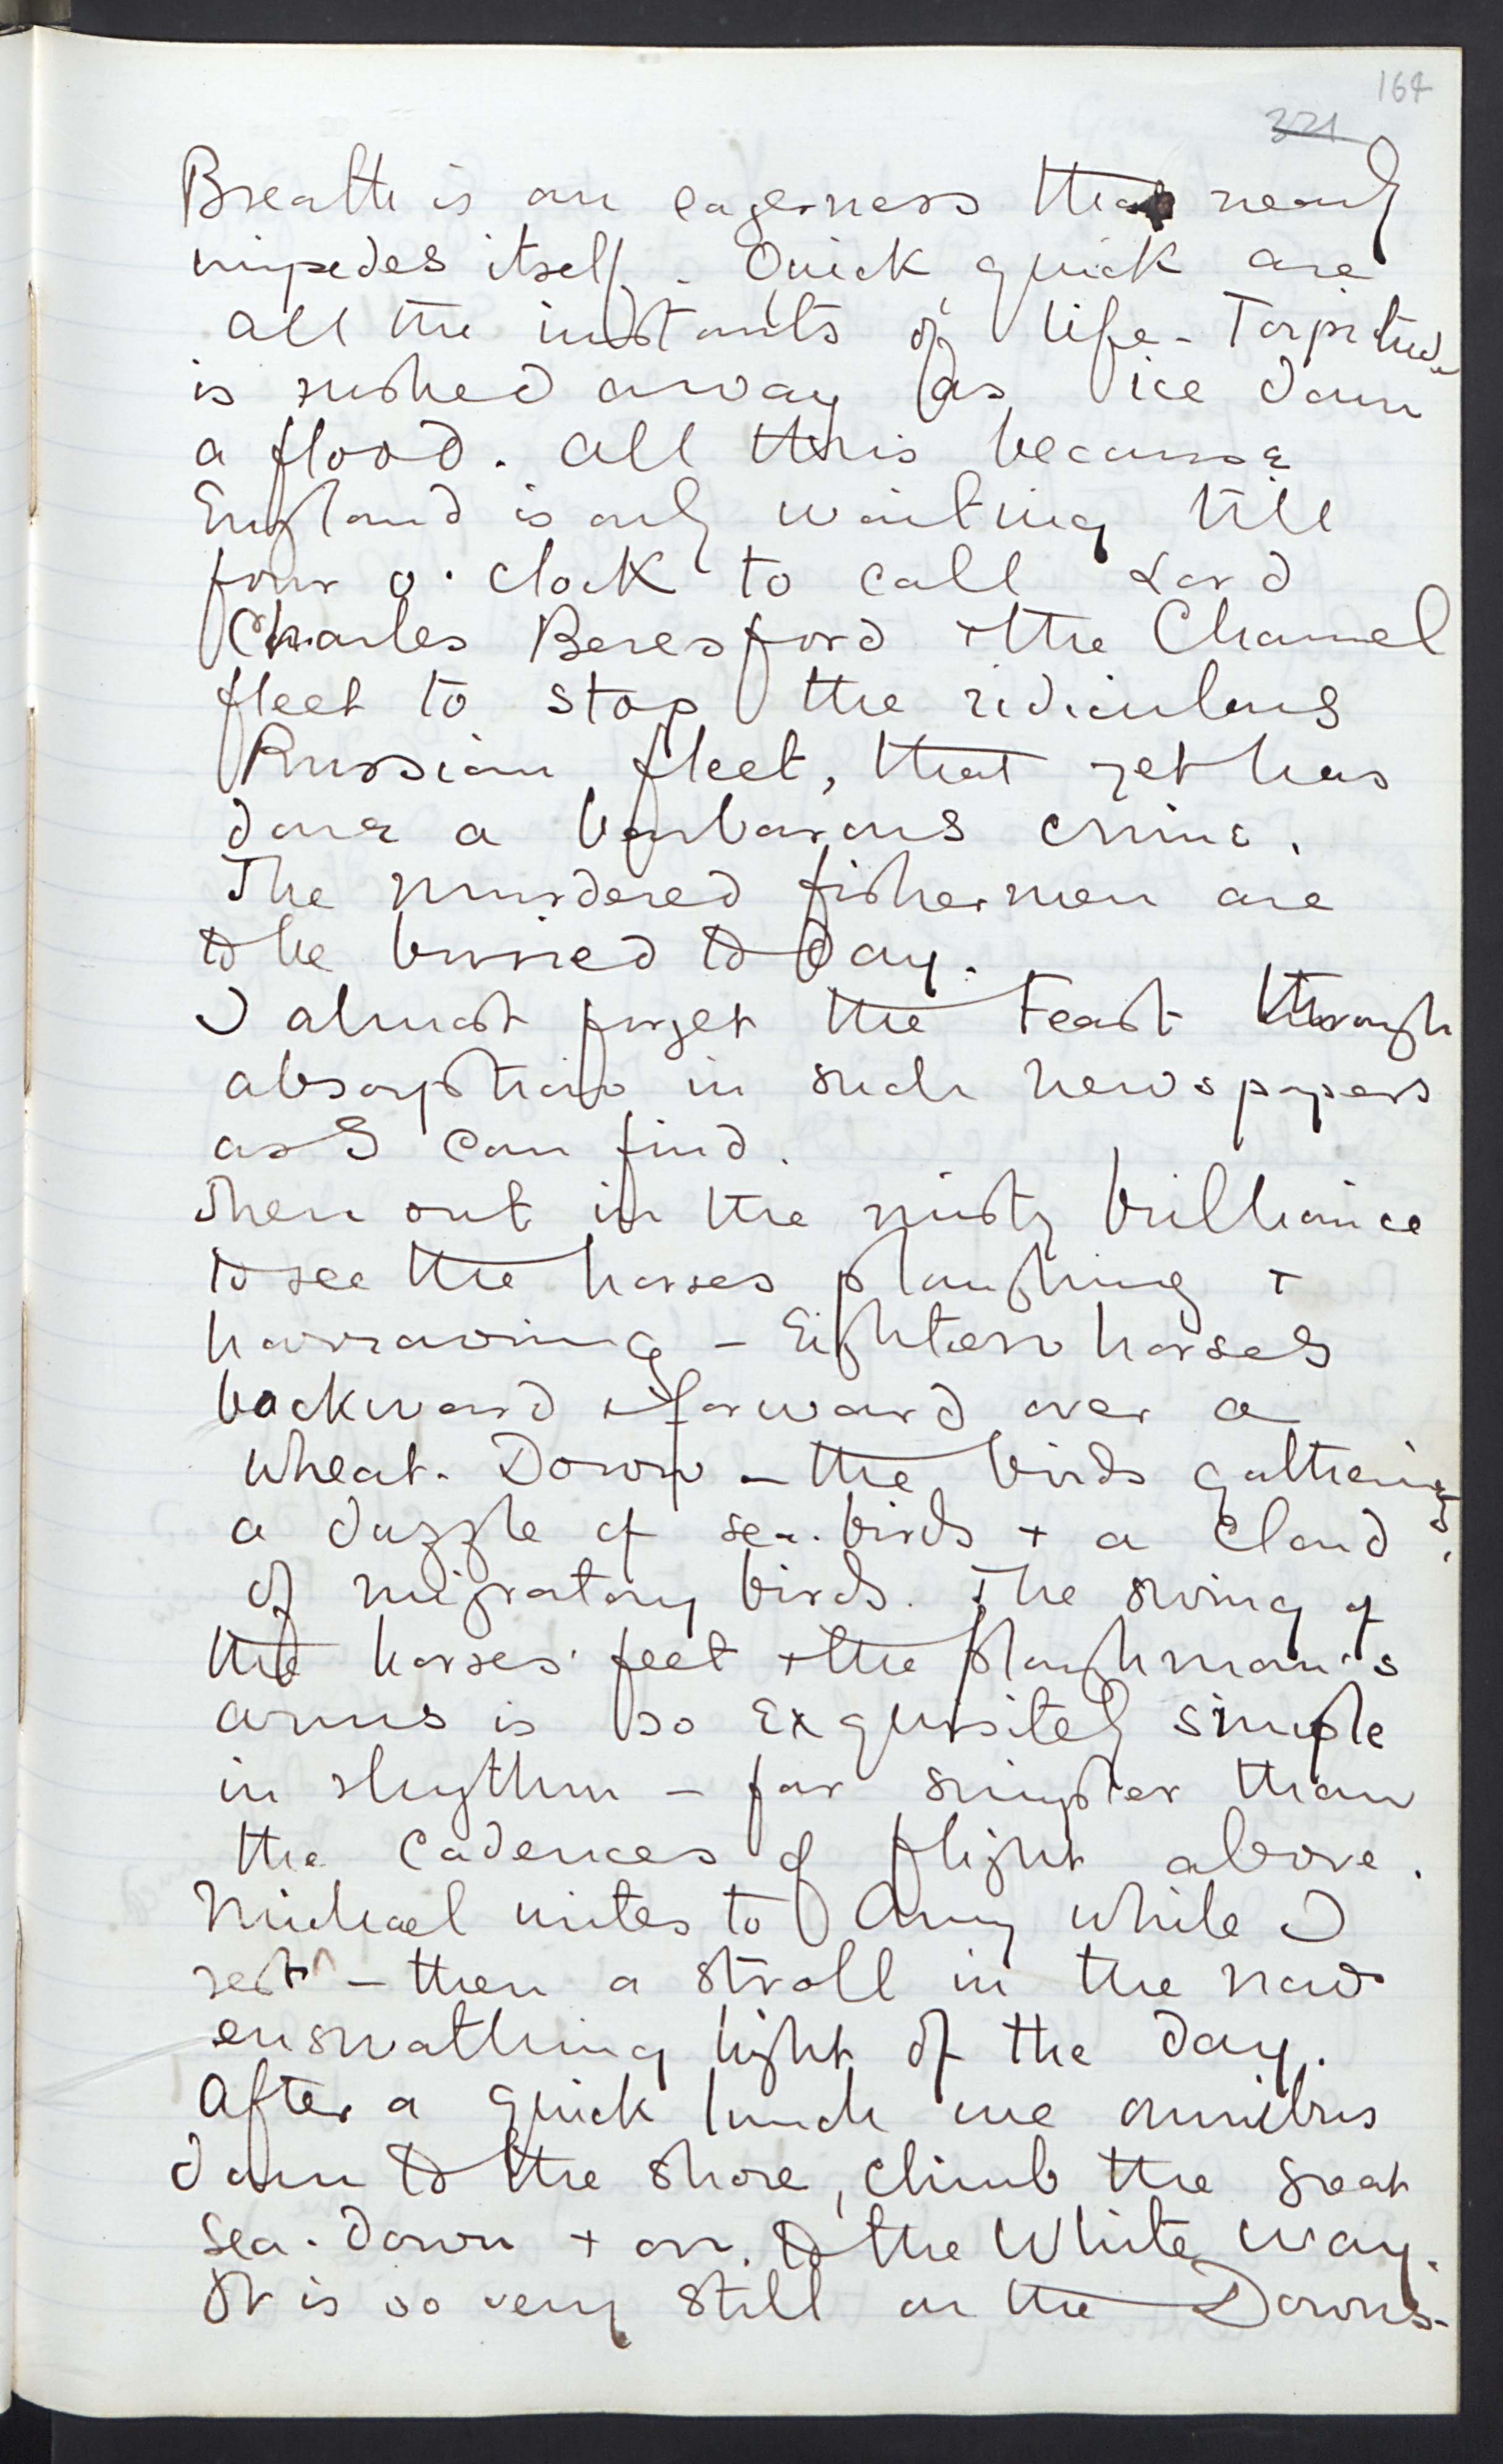 164
321
Breath is an eagerness that nearly
impedes itself. Quick, quick are
all the instants of life - Torpitude
is rushed away as ice down
a flood. All this because
England is only waiting till
four o'clock to call Lord
Charles Beresford + the Channel
fleet to stop the ridiculous
Russian fleet, that yet has
done a barbarous crime.
The murdered fishermen are
to be buried to day.
I almost forget the Feast through
absorption in such newspapers
as I can find.
Then out in the misty brilliance
to see the horses ploughing +
harrowing - Eighteen horses
backward + forward over a
wheat-Down - the birds gathering,
a dazzle of sea-birds + a cloud
of migratory birds. The swing of
the horses' feet + the ploughman's
arms is so exquisitely simple
in rhythm - far simpler than
the cadences of flight above.
Michael writes to Amy while I
rest - then a stroll in the now
enswathing light of the day.
After a quick lunch we omnibus
down to the shore, climb the great
sea-down + on to the White Way.
It is so very still on the Downs -